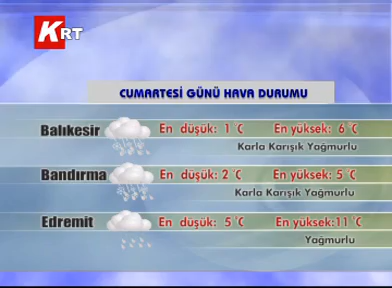 KRT
CUMARTESİ GÜNÜ HAVA DURUMU
Balıkesir En düşük: 1 °C En yüksek: 6 °C
Karla Karışık Yağmurlu
Bandırma En düşük: 2 °C En yüksek: 5 °C
Karla Karışık Yağmurlu
Edremit En düşük: 5 °C En yüksek:11 °C
Yağmurlu